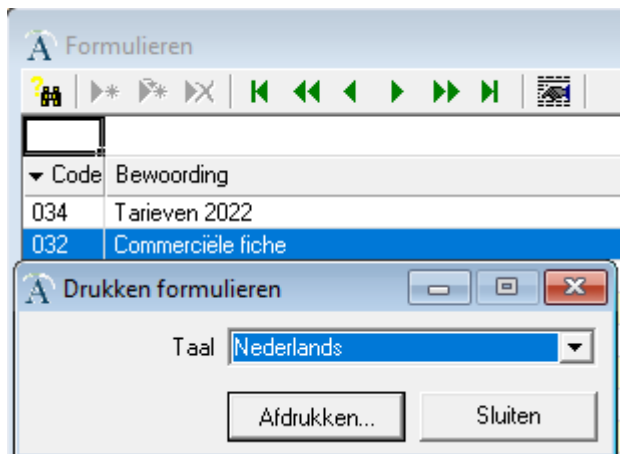 Formulieren
Code Bewoording
034 Tarieven 2022
032 Commerciële fiche
Drukken formulieren
Taal Nederlands
Afdrukken... Sluiten